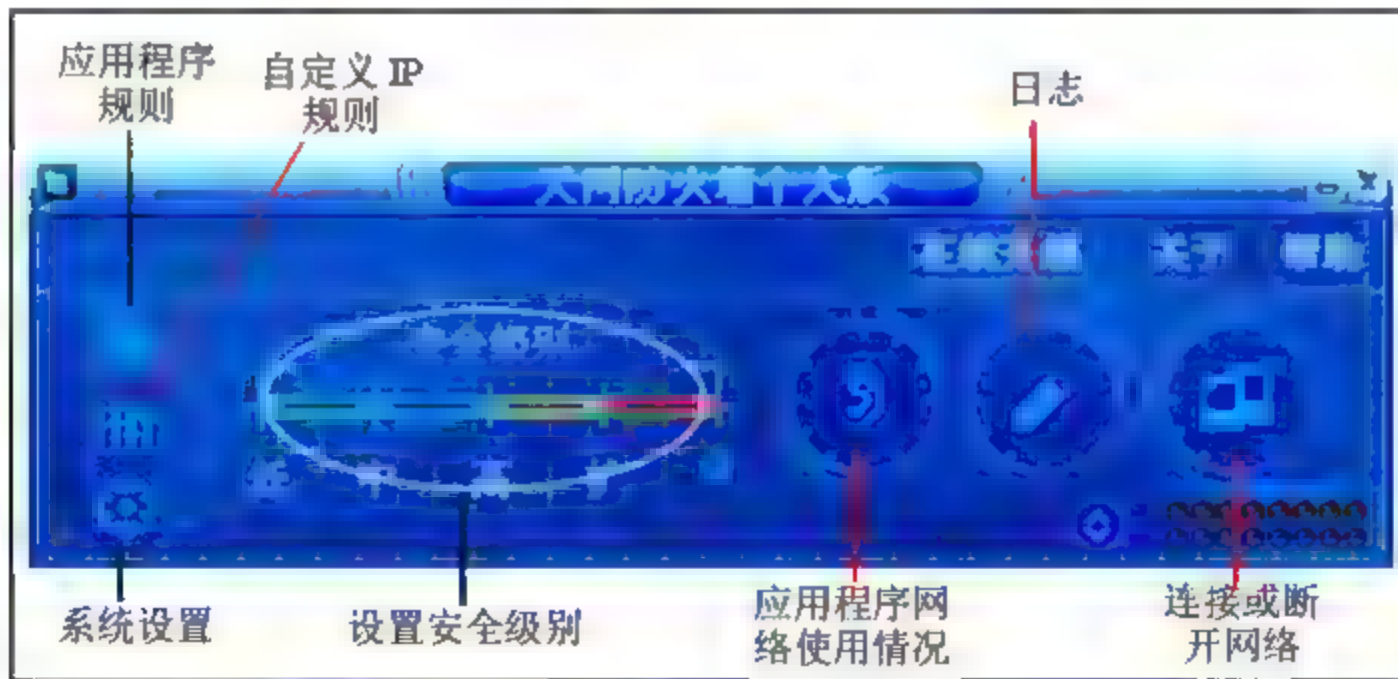 应用程序
规则
自定义 IP
规则
日志
天网防火墙个人版
系统设置
设置安全级别
应用程序网
络使用情况
连接或断
开网络